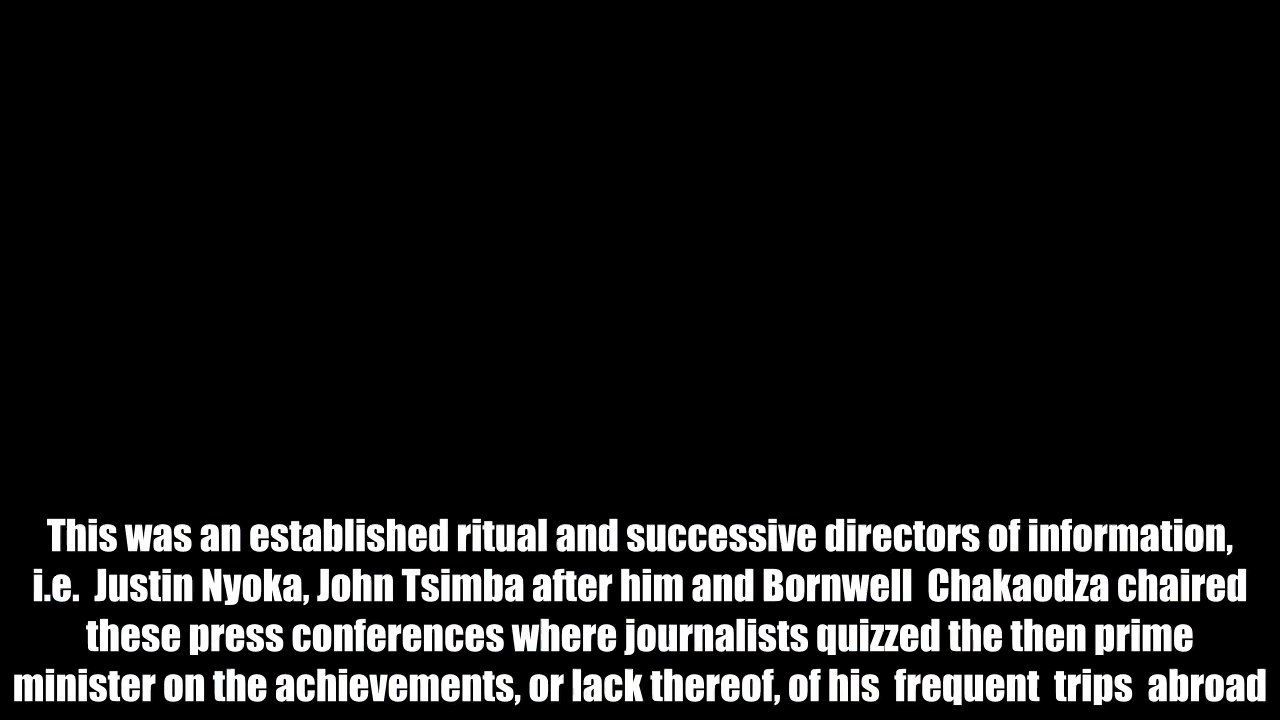 This was an established ritual and successive directors of information,
i.e.  Justin Nyoka, John Tsimba after him and Bornwell  Chakaodza chaired
these press conferences where journalists quizzed the then prime
minister on the achievements, or lack thereof, of his  frequent  trips  abroad